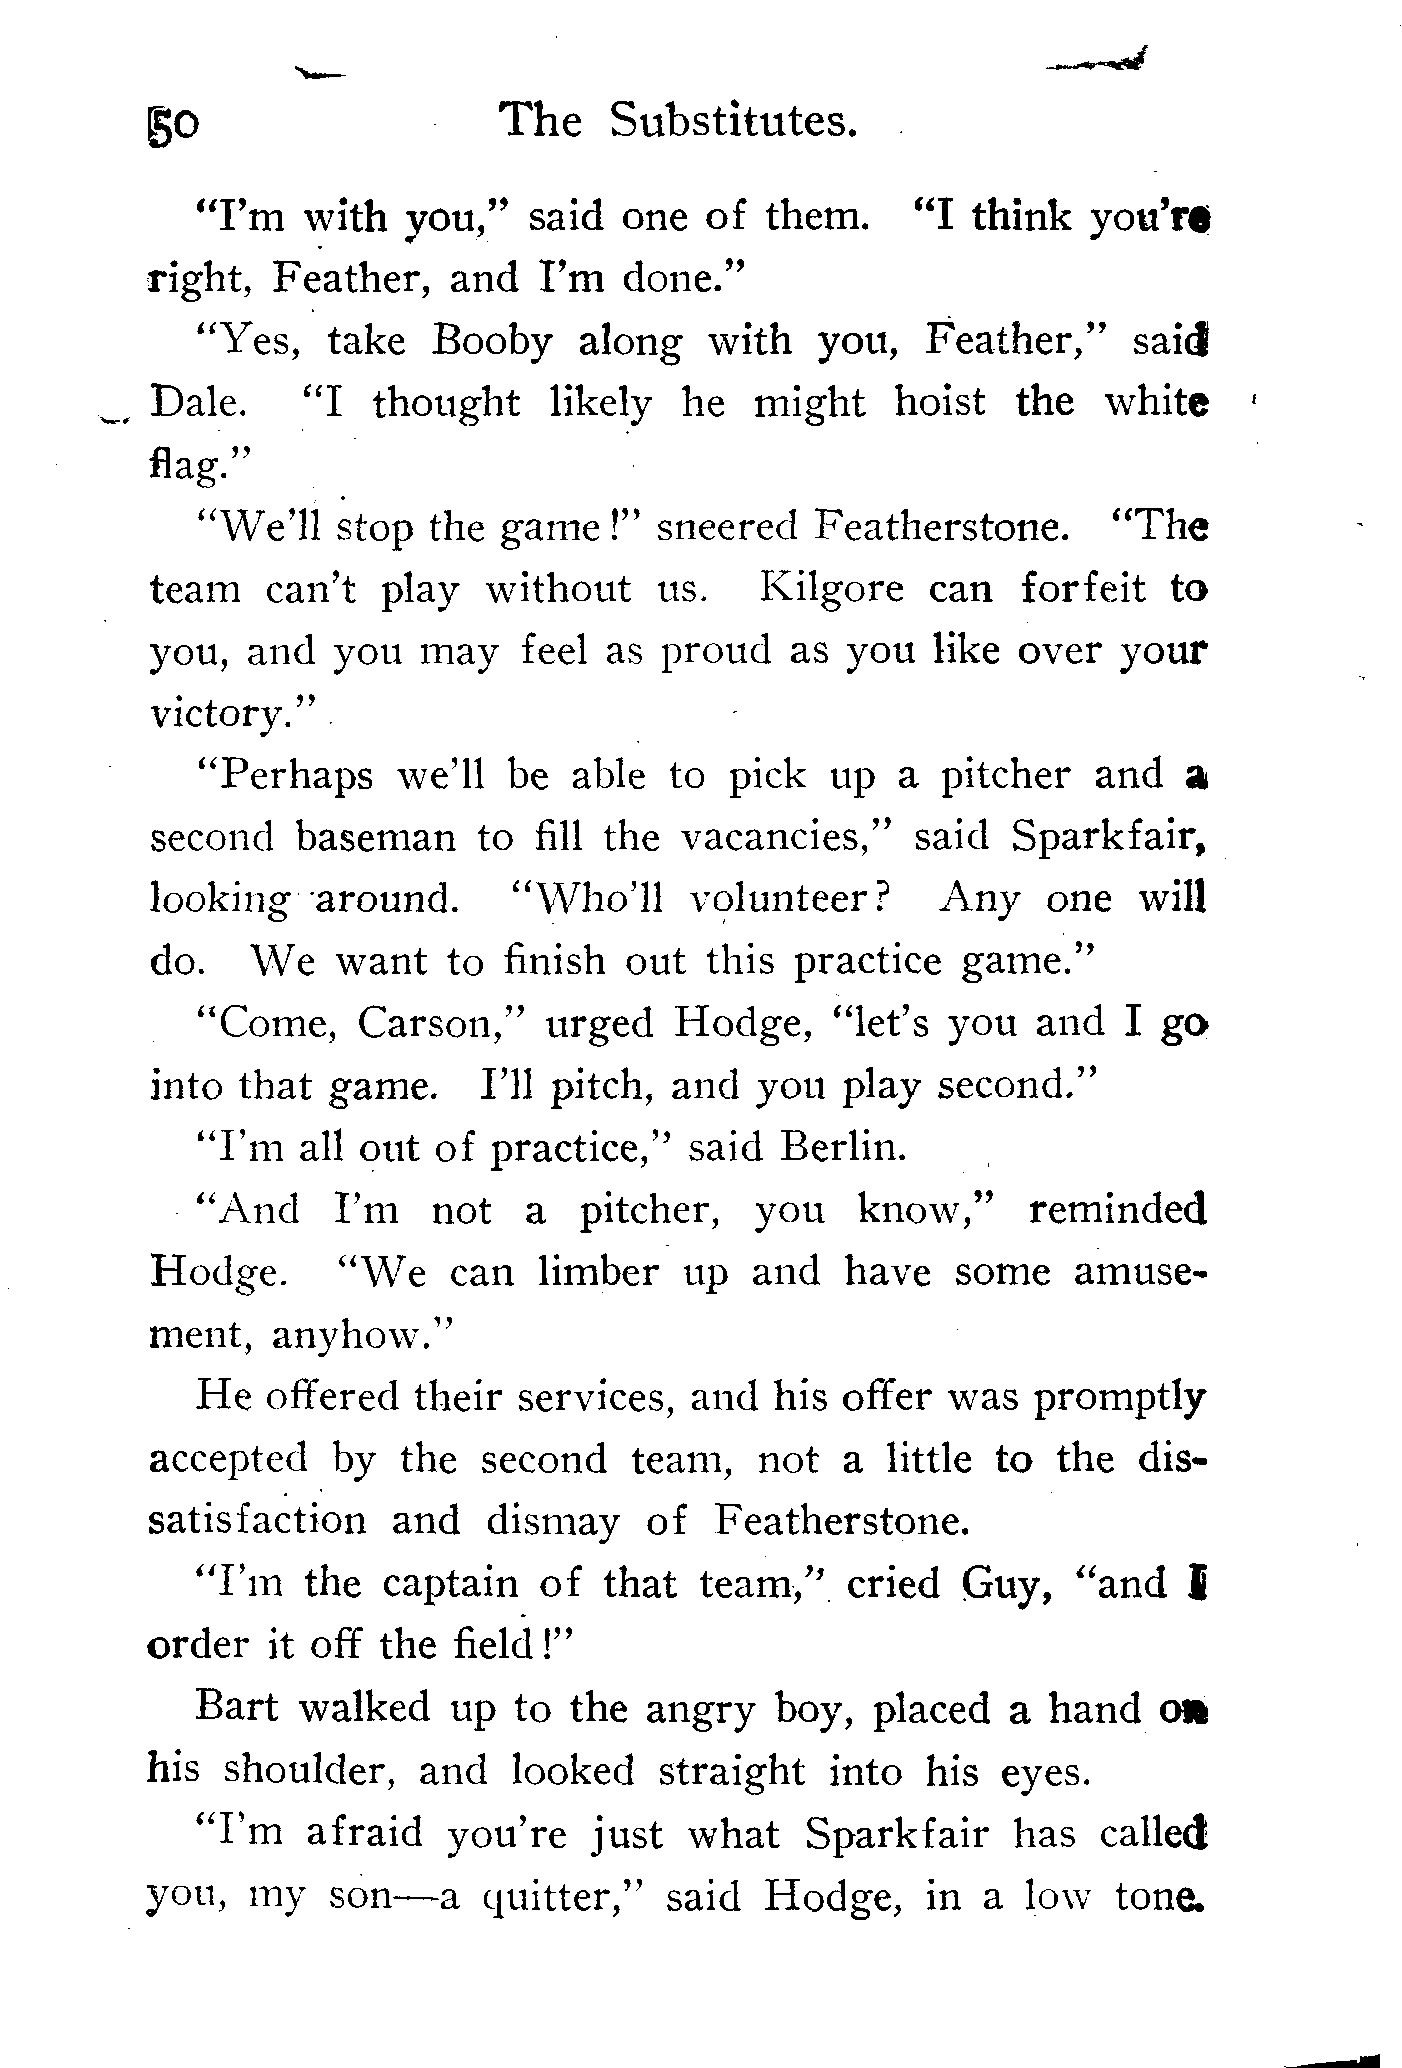 50 The Substitutes.
“I’m with you,” said one of them. “I think you’re
right, Feather, and I’m done.”
“Yes, take Booby along with you, Feather,” said
Dale. “I thought likely he might hoist the white
flag.”
“We’ll stop the game!” sneered Featherstone. “The
team can’t play without us. Kilgore can forfeit to
you, and you may feel as proud as you like over your
victory.”
“Perhaps we’ll be able to pick up a pitcher and a
second baseman to fill the vacancies,” said Sparkfair,
looking around. “Who’ll volunteer? Any one will
do. We want to finish out this practice game.”
“Come, Carson,” urged Hodge, “let’s you and I go
into that game. I’ll pitch, and you play second.”
“I’m all out of practice,” said Berlin.
“And I’m not a pitcher, you know,” reminded
Hodge. “We can limber up and have some amuse-
ment, anyhow.”
He offered their services, and his offer was promptly
accepted by the second team, not a little to the dis-
satisfaction and dismay of Featherstone.
“I’m the captain of that team,” cried Guy, “and I
order it off the field!”
Bart walked up to the angry boy, placed a hand on
his shoulder, and looked straight into his eyes.
“I’m afraid you’re just what Sparkfair has called
you, my son—a quitter,” said Hodge, in a low tone.